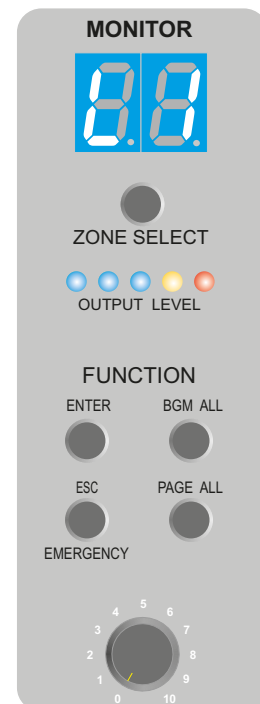 MONITOR
L1
ZONE SELECT
OUTPUT LEVEL
FUNCTION
ENTER BGM ALL
ESC PAGE ALL
EMERGENCY
0 1 2 3 4 5 6 7 8 9 10